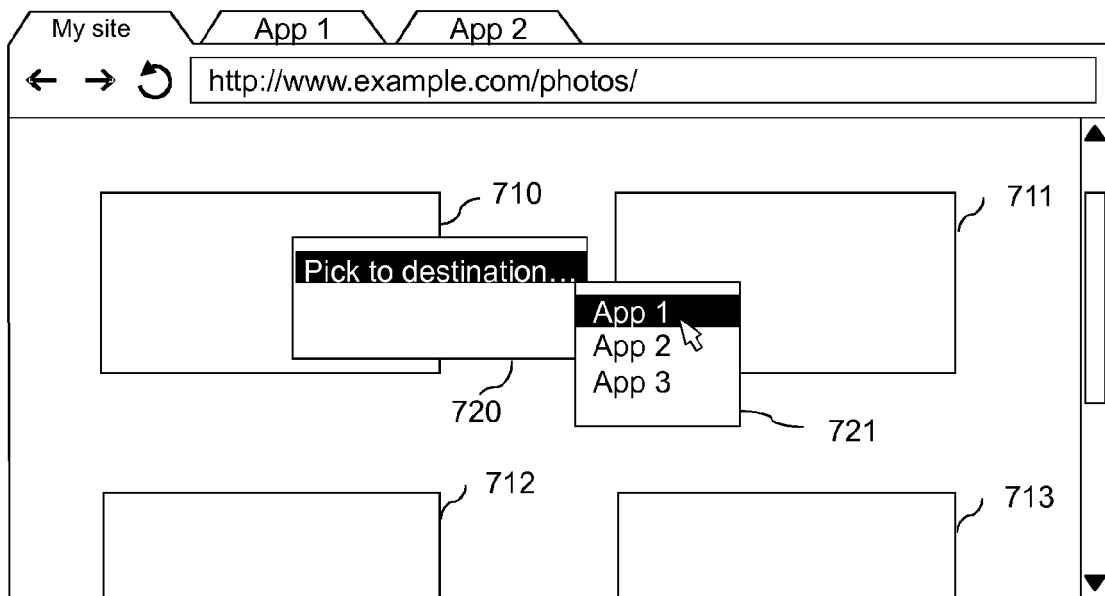 My site
App 1
App 2
http://www.example.com/photos/
710
711
Pick to destination...
App 1
App 2
App 3
720
721
712
713